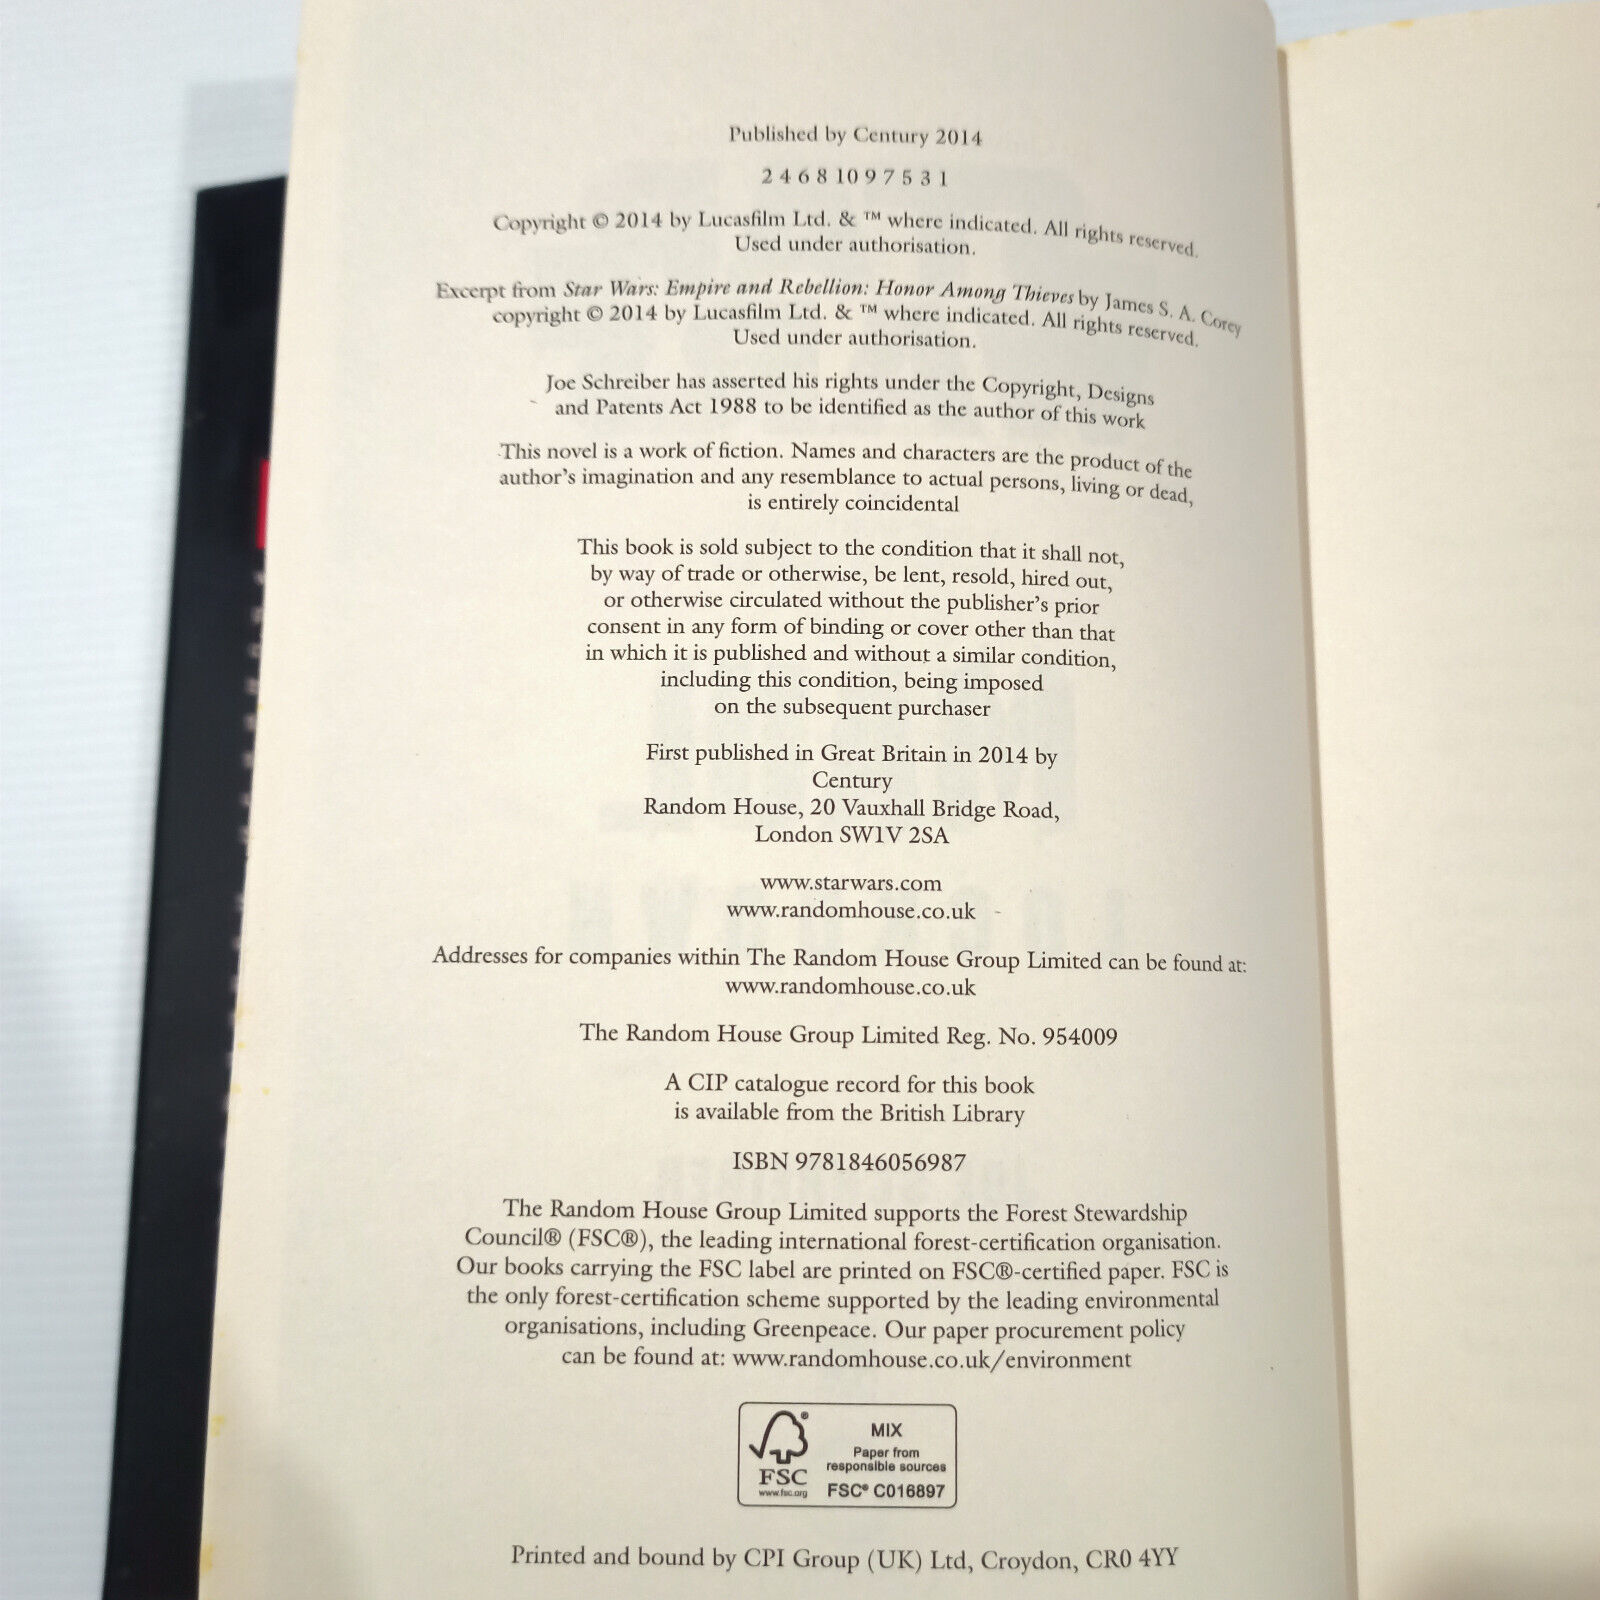 Published by Century 2014
2 4 6 8 10 9 7 5 3 1
Copyright © 2014 by Lucasfilm Ltd. & ™ where indicated. All rights reserved.
Used under authorisation.
Excerpt from Star Wars: Empire and Rebellion: Honor Among Thieves by James S. A. Corey
copyright © 2014 by Lucasfilm Ltd. & ™ where indicated. All rights reserved.
Used under authorisation.
Joe Schreiber has asserted his rights under the Copyright, Designs
and Patents Act 1988 to be identified as the author of this work
This novel is a work of fiction. Names and characters are the product of the
author's imagination and any resemblance to actual persons, living or dead,
is entirely coincidental
This book is sold subject to the condition that it shall not,
by way of trade or otherwise, be lent, resold, hired out,
or otherwise circulated without the publisher's prior
consent in any form of binding or cover other than that
in which it is published and without a similar condition,
including this condition, being imposed
on the subsequent purchaser
First published in Great Britain in 2014 by
Century
Random House, 20 Vauxhall Bridge Road,
London SW1V 2SA
www.starwars.com
www.randomhouse.co.uk
Addresses for companies within The Random House Group Limited can be found at:
www.randomhouse.co.uk
The Random House Group Limited Reg. No. 954009
A CIP catalogue record for this book
is available from the British Library
ISBN 9781846056987
The Random House Group Limited supports the Forest Stewardship
Council® (FSC®), the leading international forest-certification organisation.
Our books carrying the FSC label are printed on FSC®-certified paper. FSC is
the only forest-certification scheme supported by the leading environmental
organisations, including Greenpeace. Our paper procurement policy
can be found at: www.randomhouse.co.uk/environment
®
FSC
www.fsc.org
MIX
Paper from
responsible sources
FSC® C016897
Printed and bound by CPI Group (UK) Ltd, Croydon, CR0 4YY